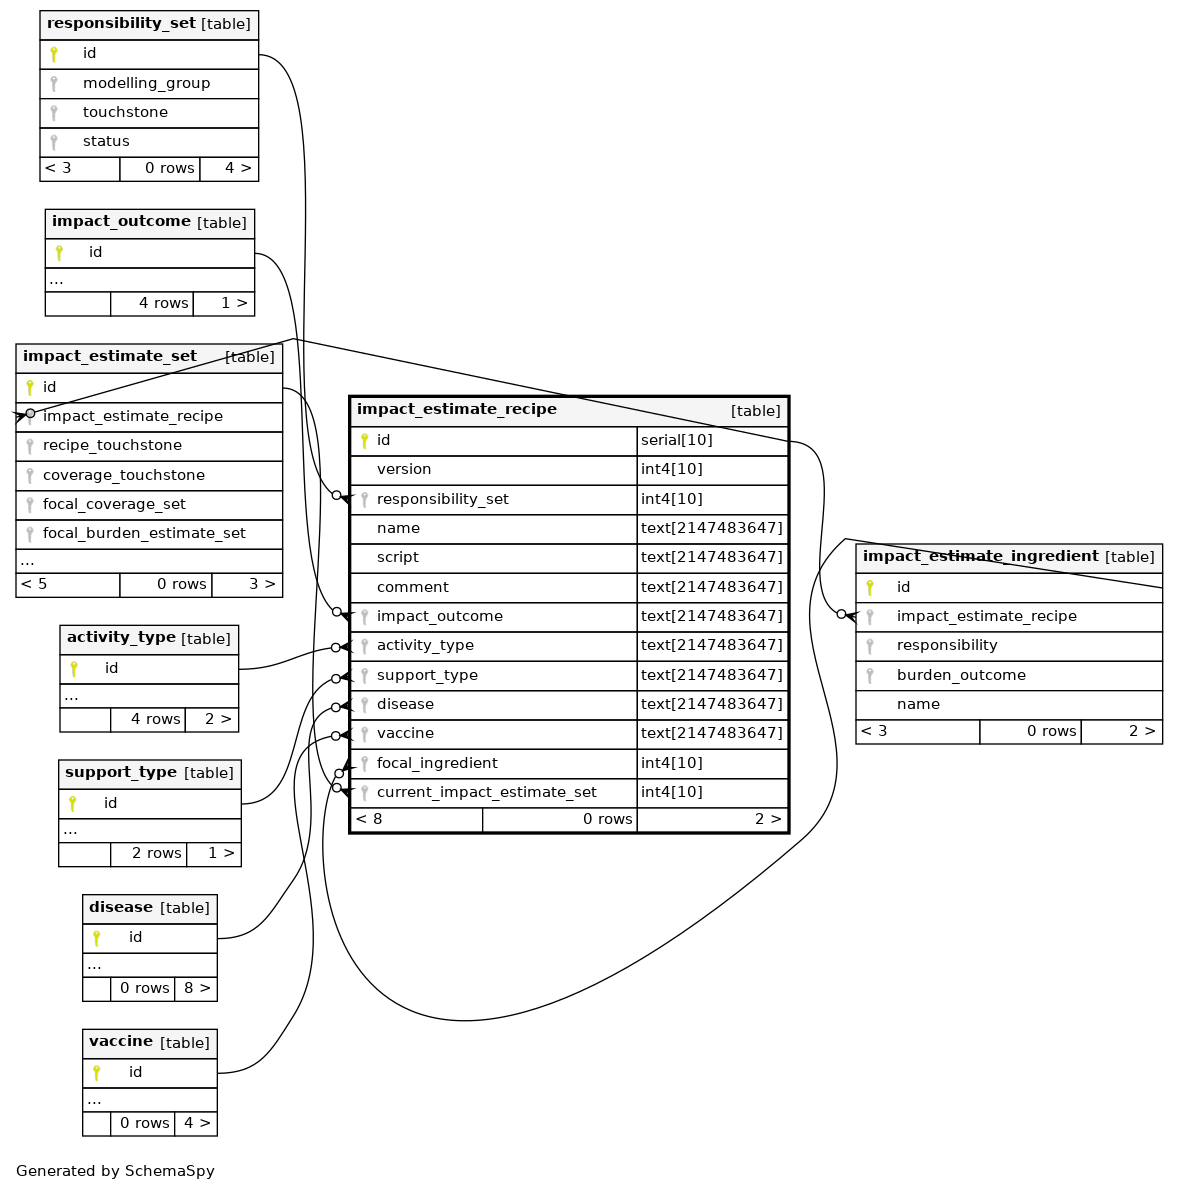 responsibility_set [table]
id
modelling_group
touchstone
status
< 3 0 rows 4 >
impact_outcome [table]
id
...
4 rows 1 >
impact_estimate_set [table]
id
impact_estimate_recipe
recipe_touchstone
coverage_touchstone
focal_coverage_set
focal_burden_estimate_set
...
< 5 0 rows 3 >
activity_type [table]
id
...
4 rows 2 >
support_type [table]
id
...
2 rows 1 >
disease [table]
id
...
0 rows 8 >
vaccine [table]
id
...
0 rows 4 >
impact_estimate_recipe [table]
id serial[10]
version int4[10]
responsibility_set int4[10]
name text[2147483647]
script text[2147483647]
comment text[2147483647]
impact_outcome text[2147483647]
activity_type text[2147483647]
support_type text[2147483647]
disease text[2147483647]
vaccine text[2147483647]
focal_ingredient int4[10]
current_impact_estimate_set int4[10]
< 8 0 rows 2 >
impact_estimate_ingredient [table]
id
impact_estimate_recipe
responsibility
burden_outcome
name
< 3 0 rows 2 >
Generated by SchemaSpy